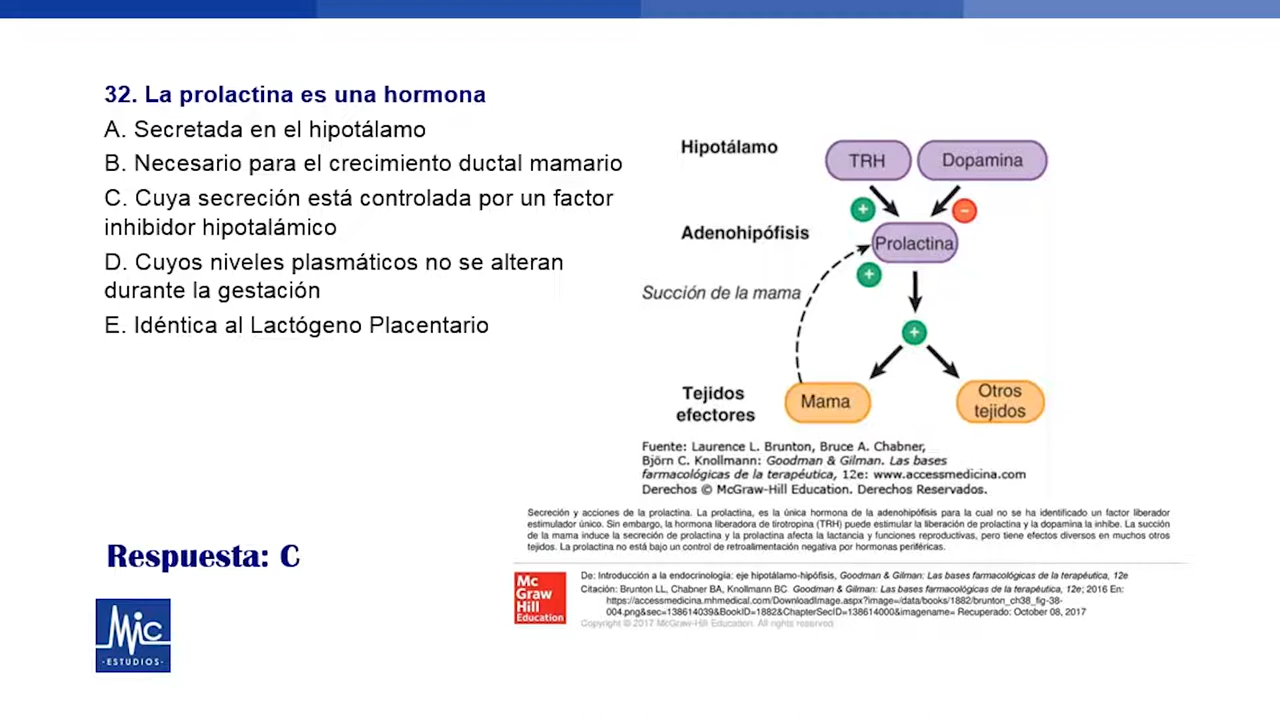 32. La prolactina es una hormona
A. Secretada en el hipotálamo
B. Necesario para el crecimiento ductal mamario
C. Cuya secreción está controlada por un factor
inhibidor hipotalámico
D. Cuyos niveles plasmáticos no se alteran
durante la gestación
E. Idéntica al Lactógeno Placentario
Respuesta: C
Mic
·ESTUDIOS·
Hipotálamo
TRH
Dopamina
+
-
Adenohipófisis
Prolactina
+
Succión de la mama
+
Tejidos
efectores
Mama
Otros
tejidos
Fuente: Laurence L. Brunton, Bruce A. Chabner,
Björn C. Knollmann: Goodman & Gilman. Las bases
farmacológicas de la terapéutica, 12e: www.accessmedicina.com
Derechos © McGraw-Hill Education. Derechos Reservados.
Secreción y acciones de la prolactina. La prolactina, es la única hormona de la adenohipófisis para la cual no se ha identificado un factor liberador
estimulador único. Sin embargo, la hormona liberadora de tirotropina (TRH) puede estimular la liberación de prolactina y la dopamina la inhibe. La succión
de la mama induce la secreción de prolactina y la prolactina afecta la lactancia y funciones reproductivas, pero tiene efectos diversos en muchos otros
tejidos. La prolactina no está bajo un control de retroalimentación negativa por hormonas periféricas.
Mc
Graw
Hill
Education
De: Introducción a la endocrinología: eje hipotálamo-hipófisis, Goodman & Gilman: Las bases farmacológicas de la terapéutica, 12e
Citación: Brunton LL, Chabner BA, Knollmann BC Goodman & Gilman: Las bases farmacológicas de la terapéutica, 12e; 2016 En:
https://accessmedicina.mhmedical.com/DownloadImage.aspx?image=/data/books/1882/brunton_ch38_fig-38-
004.png&sec=138614039&BookID=1882&ChapterSecID=138614000&imagename= Recuperado: October 08, 2017
Copyright © 2017 McGraw-Hill Education. All rights reserved